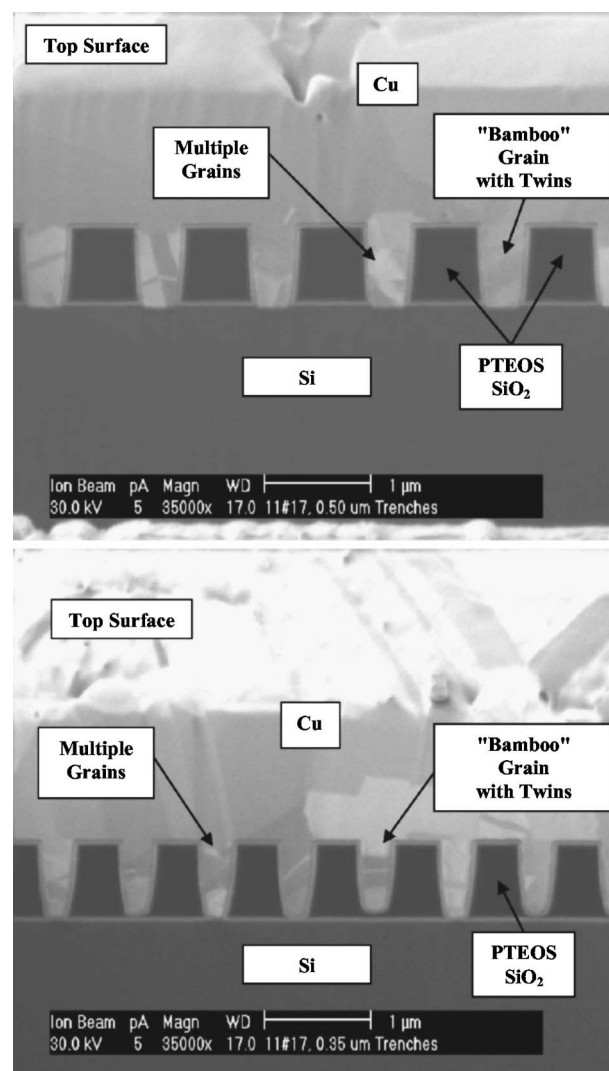 Top Surface
Cu
Multiple
Grains
"Bamboo"
Grain
with Twins
Si
PTEOS
SiO₂
Ion Beam pA Magn WD 1 µm
30.0 kV 5 35000x 17.0 11#17, 0.50 um Trenches
Top Surface
Cu
Multiple
Grains
"Bamboo"
Grain
with Twins
Si
PTEOS
SiO₂
Ion Beam pA Magn WD 1 µm
30.0 kV 5 35000x 17.0 11#17, 0.35 um Trenches